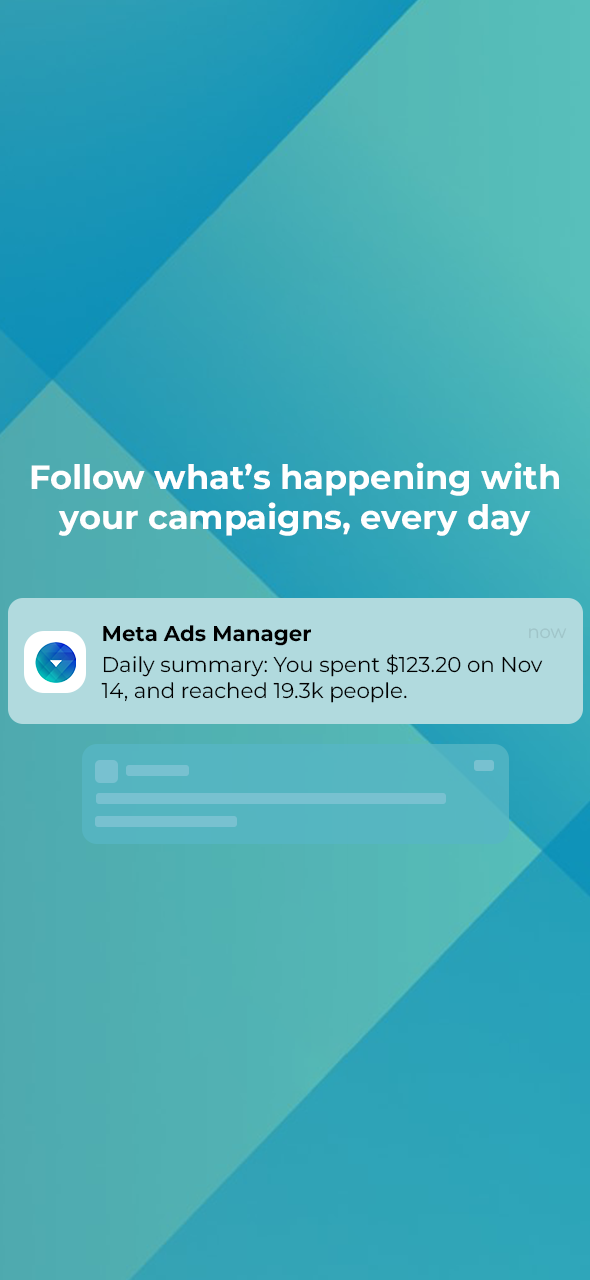 Follow what’s happening with
your campaigns, every day
Meta Ads Manager
now
Daily summary: You spent $123.20 on Nov
14, and reached 19.3k people.